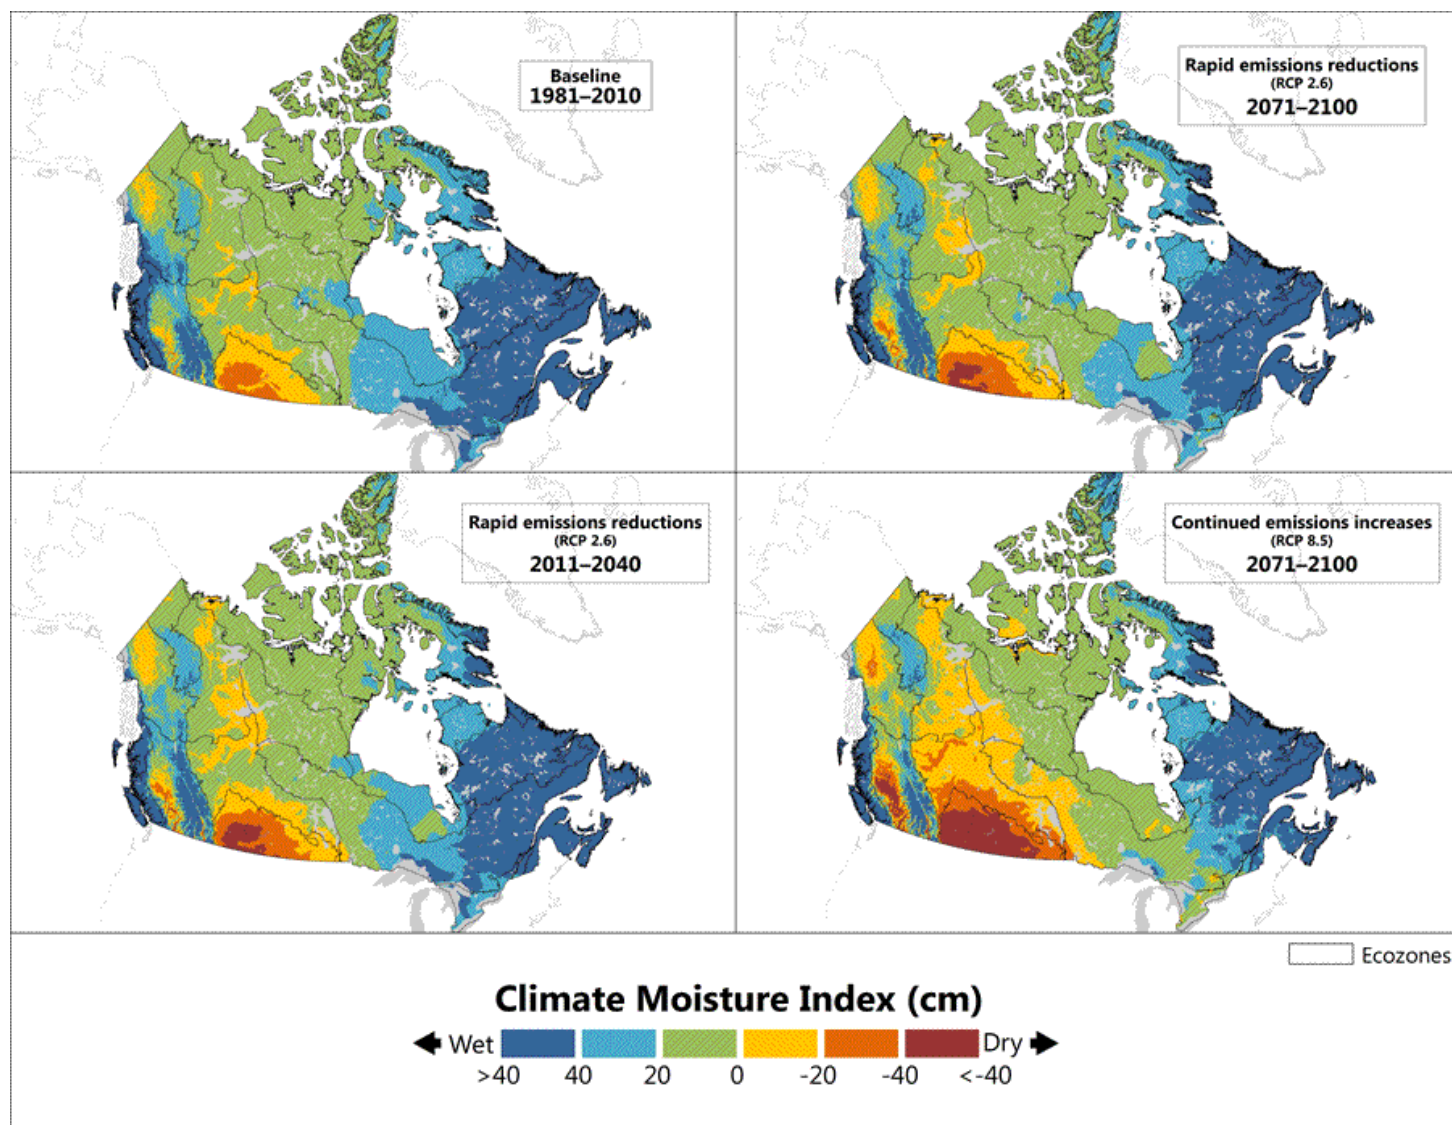 Baseline
1981–2010
Rapid emissions reductions
(RCP 2.6)
2071–2100
Rapid emissions reductions
(RCP 2.6)
2011–2040
Continued emissions increases
(RCP 8.5)
2071–2100
Ecozones
Climate Moisture Index (cm)
Wet Dry
>40 40 20 0 -20 -40 <-40